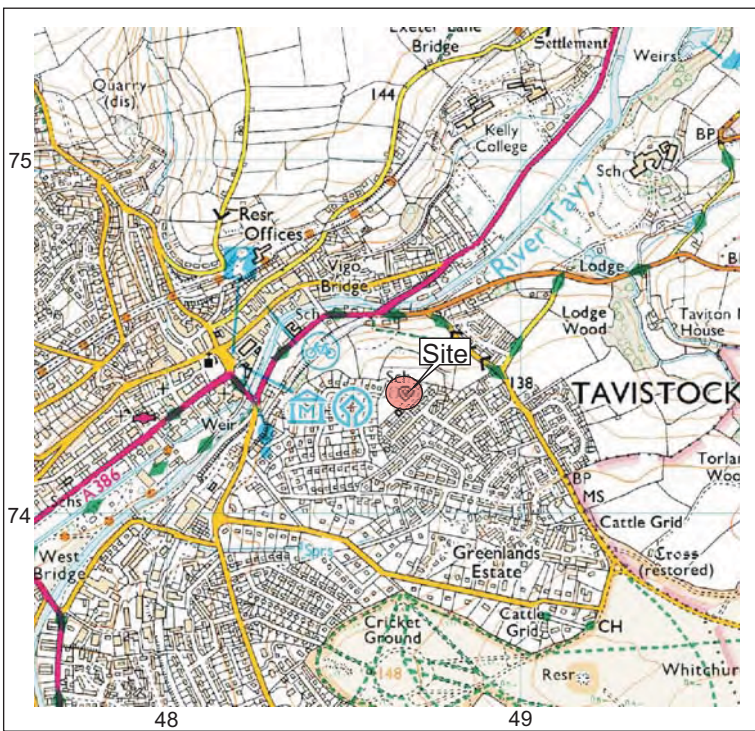 Exeter Lane
Bridge
Settlement
Weirs
Quarry
(dis)
144
Kelly
College
BP
75
Sch
Resr
Offices
River Tavy
i
Vigo
Bridge
Lodge
Sch
Lodge
Wood
Taviton
House
Site
Sch
138
TAVISTOCK
M
Weir
A386
Schs
BP
MS
74
Cattle Grid
West
Bridge
Sprs
Greenlands
Estate
Cross
(restored)
Cricket
Ground
Cattle
Grid
CH
148
Resr
Whitchur
48
49